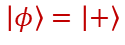 |ϕ⟩ = |+⟩